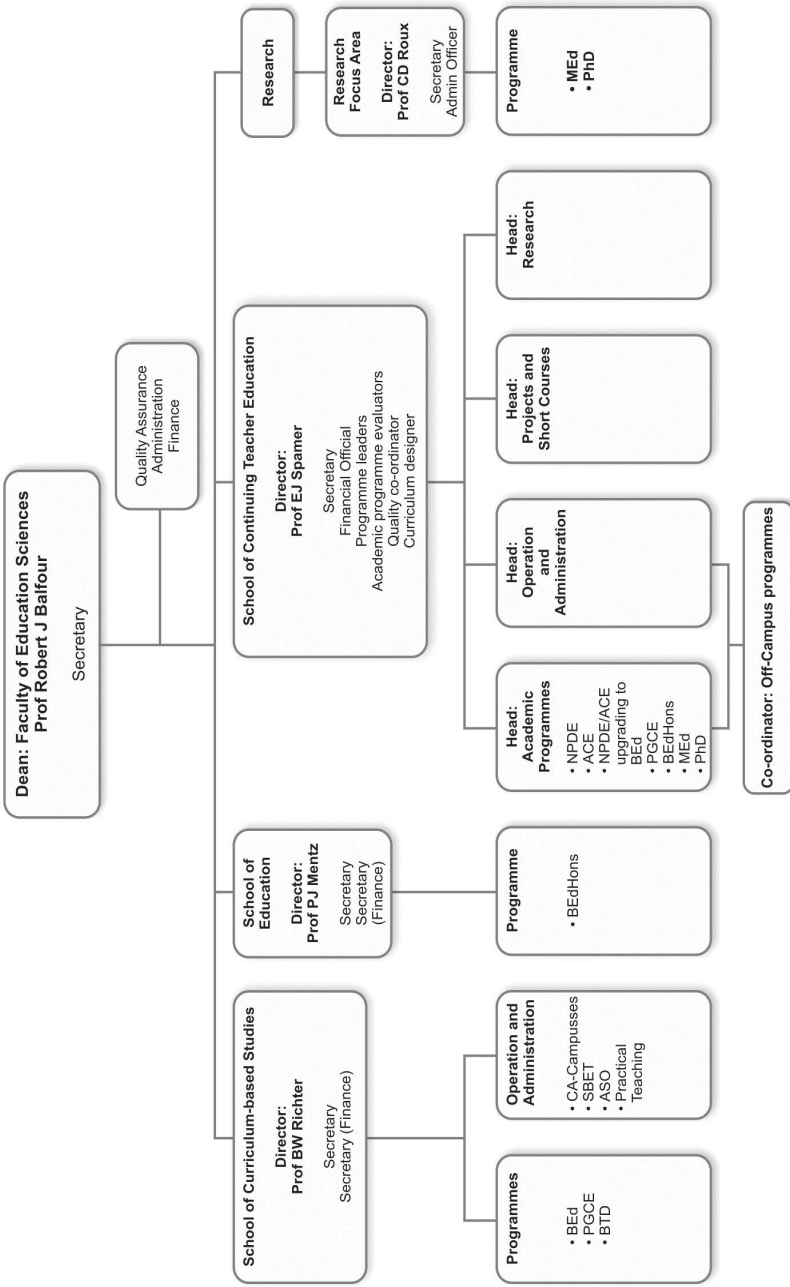 Dean: Faculty of Education Sciences
Prof Robert J Balfour
Secretary
Quality Assurance
Administration
Finance
School of Curriculum-based Studies
Director:
Prof BW Richter
Secretary
Secretary (Finance)
Programmes
• BEd
• PGCE
• BTD
Operation and
Administration
• CA-Campusses
• SBET
• ASO
• Practical
Teaching
School of
Education
Director:
Prof PJ Mentz
Secretary
Secretary
(Finance)
Programme
• BEdHons
School of Continuing Teacher Education
Director:
Prof EJ Spamer
Secretary
Financial Official
Programme leaders
Academic programme evaluators
Quality co-ordinator
Curriculum designer
Head:
Academic
Programmes
• NPDE
• ACE
• NPDE/ACE
upgrading to
BEd
• PGCE
• BEdHons
• MEd
• PhD
Head:
Operation
and
Administration
Head:
Projects and
Short Courses
Head:
Research
Co-ordinator: Off-Campus programmes
Research
Research
Focus Area
Director:
Prof CD Roux
Secretary
Admin Officer
Programme
• MEd
• PhD